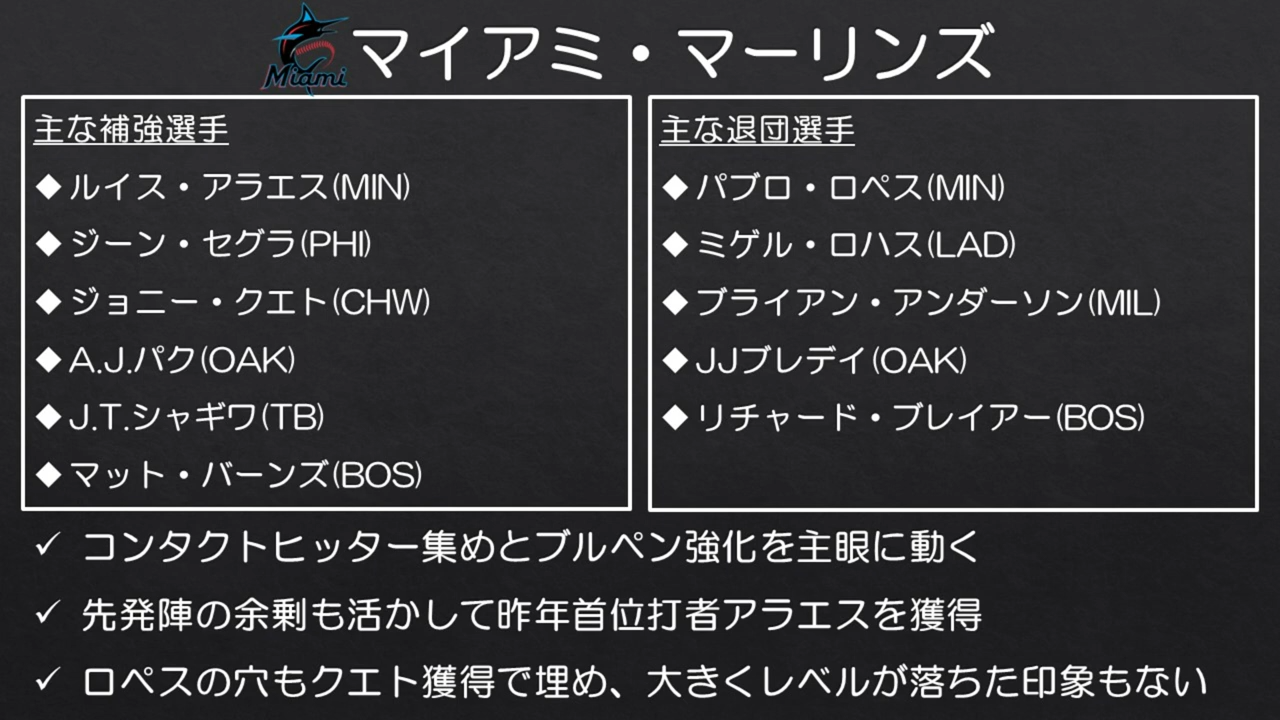 Miami
マイアミ・マーリンズ
主な補強選手
◆ルイス・アラエス(MIN)
◆ジーン・セグラ(PHI)
◆ジョニー・クエト(CHW)
◆A.J.パク(OAK)
◆J.T.シャギワ(TB)
◆マット・バーンズ(BOS)
主な退団選手
◆パブロ・ロペス(MIN)
◆ミゲル・ロハス(LAD)
◆ブライアン・アンダーソン(MIL)
◆JJブレデイ(OAK)
◆リチャード・ブレイアー(BOS)
✓ コンタクトヒッター集めとブルペン強化を主眼に動く
✓ 先発陣の余剰も活かして昨年首位打者アラエスを獲得
✓ ロペスの穴もクエト獲得で埋め、大きくレベルが落ちた印象もない